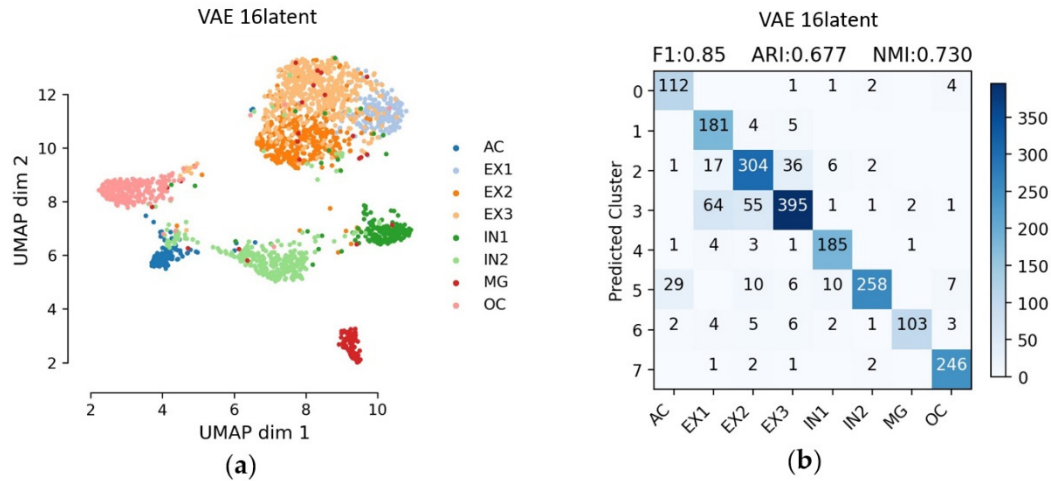 VAE 16latent
12
10
8
6
4
2
UMAP dim 2
2 4 6 8 10
UMAP dim 1
AC
EX1
EX2
EX3
IN1
IN2
MG
OC
(a)
VAE 16latent
F1:0.85 ARI:0.677 NMI:0.730
Predicted Cluster
0 112 1 1 2 4
1 181 4 5
2 1 17 304 36 6 2
3 64 55 395 1 1 2 1
4 1 4 3 1 185 1
5 29 10 6 10 258 7
6 2 4 5 6 2 1 103 3
7 1 2 1 2 246
AC EX1 EX2 EX3 IN1 IN2 MG OC
350
300
250
200
150
100
50
0
(b)